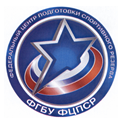 ФЕДЕРАЛЬНЫЙ ЦЕНТР ПОДГОТОВКИ СПОРТИВНОГО РЕЗЕРВА
ФГБУ ФЦПСР